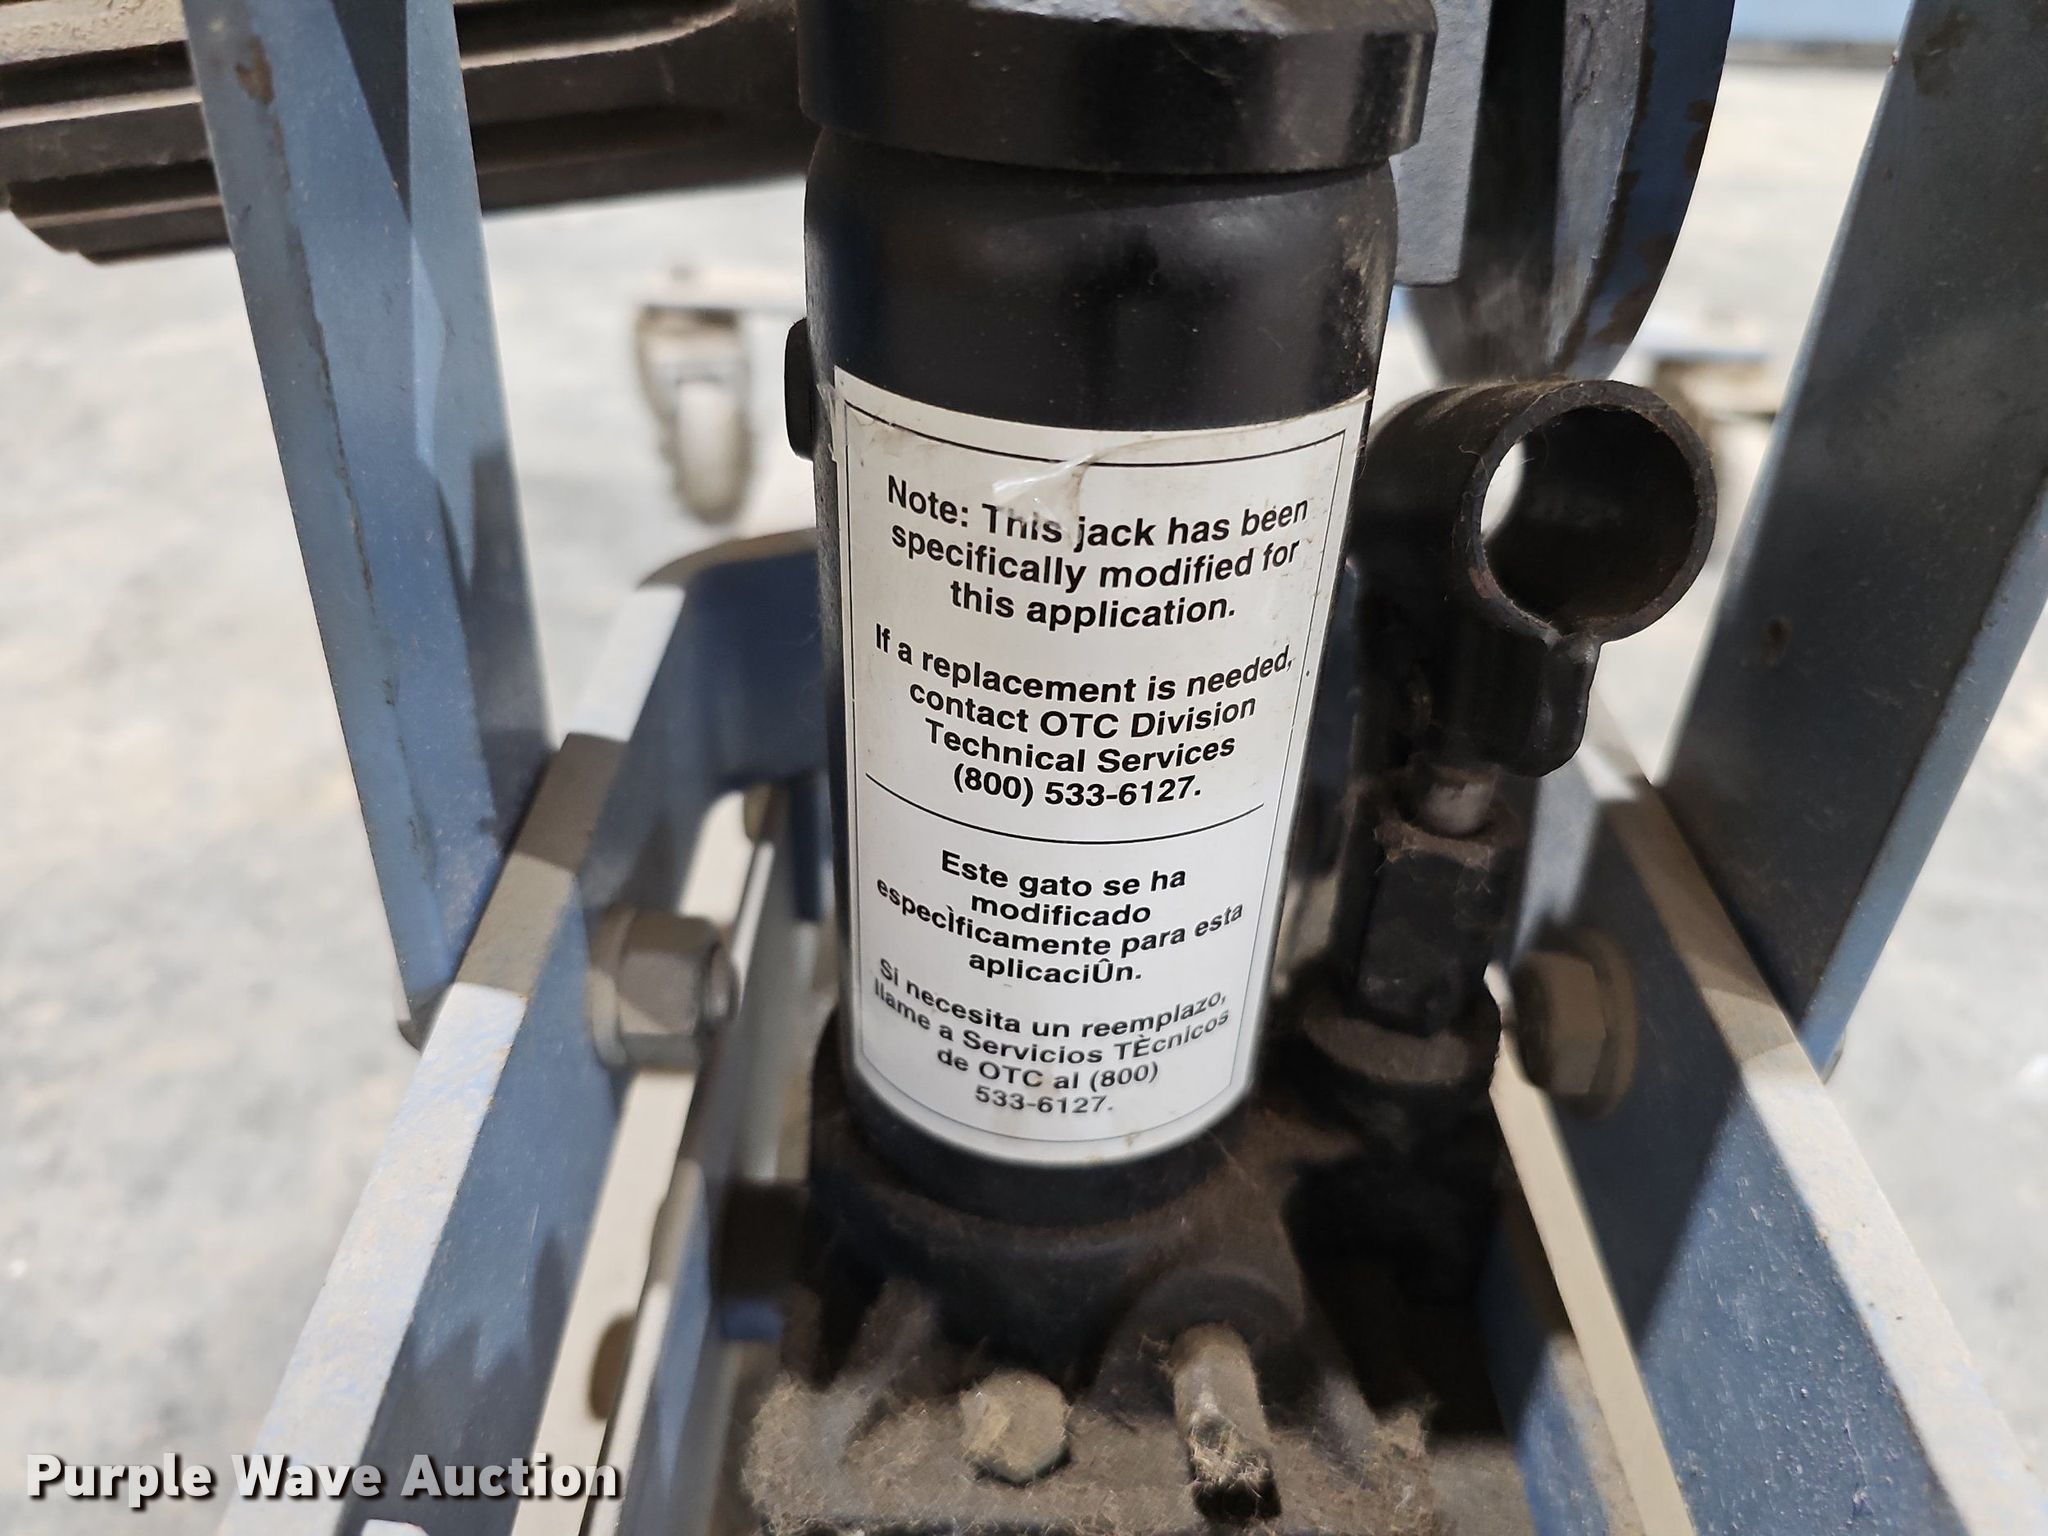 Note: This jack has been
specifically modified for
this application.
If a replacement is needed,
contact OTC Division
Technical Services
(800) 533-6127.
Este gato se ha
modificado
especÌficamente para esta
aplicaciÛn.
Si necesita un reemplazo,
llame a Servicios TÈcnicos
de OTC al (800)
533-6127.
Purple Wave Auction